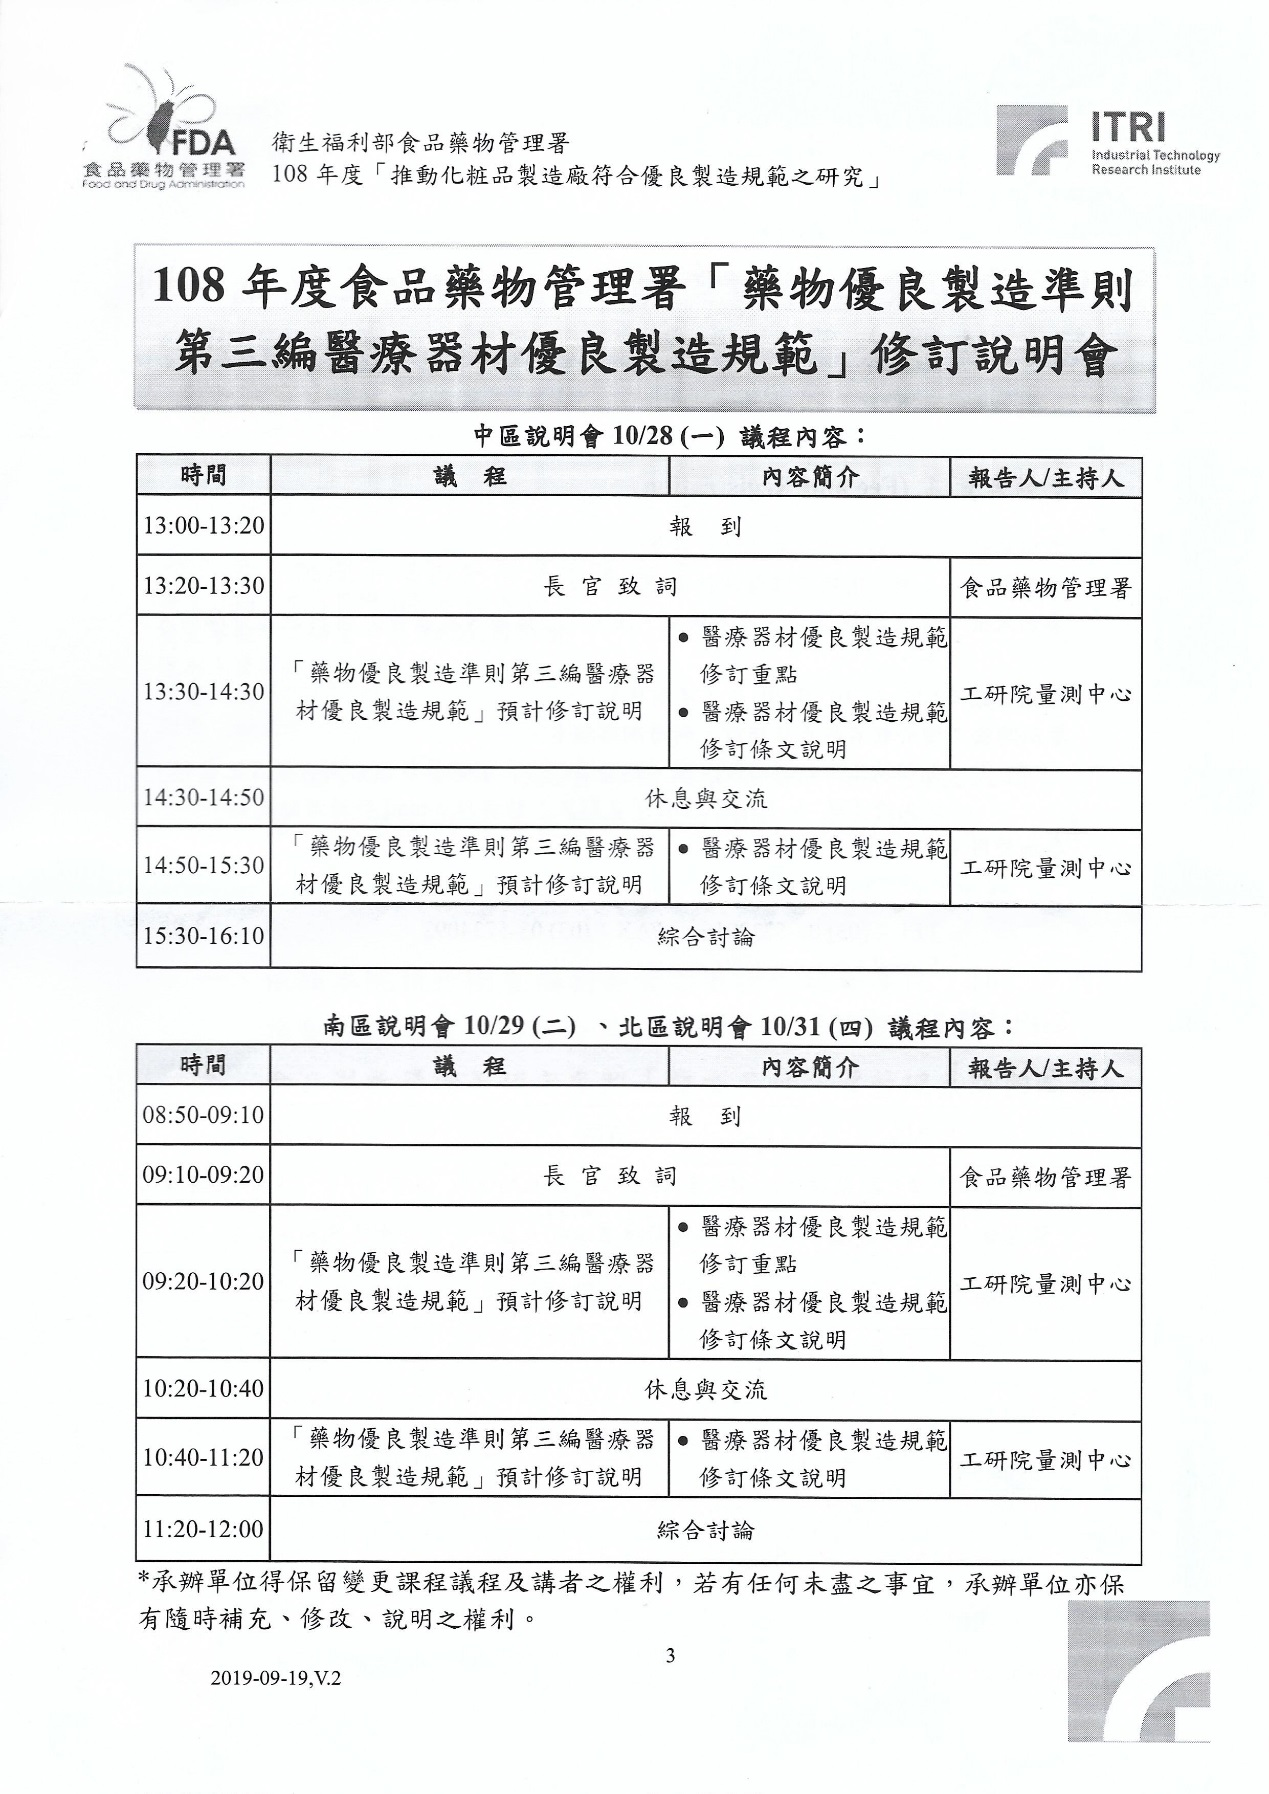 FDA
食品藥物管理署
Food and Drug Administration
衛生福利部食品藥物管理署
108 年度「推動化粧品製造廠符合優良製造規範之研究」
ITRI
Industrial Technology
Research Institute
108 年度食品藥物管理署「藥物優良製造準則
第三編醫療器材優良製造規範」修訂說明會
中區說明會 10/28 (一) 議程內容：
時間 議 程 內容簡介 報告人/主持人
13:00-13:20 報 到
13:20-13:30 長官致詞 食品藥物管理署
13:30-14:30
「藥物優良製造準則第三編醫療器
材優良製造規範」預計修訂說明
● 醫療器材優良製造規範
修訂重點
● 醫療器材優良製造規範
修訂條文說明
工研院量測中心
14:30-14:50 休息與交流
14:50-15:30
「藥物優良製造準則第三編醫療器
材優良製造規範」預計修訂說明
● 醫療器材優良製造規範
修訂條文說明
工研院量測中心
15:30-16:10 綜合討論
南區說明會 10/29 (二) 、北區說明會 10/31 (四) 議程內容：
時間 議 程 內容簡介 報告人/主持人
08:50-09:10 報 到
09:10-09:20 長官致詞 食品藥物管理署
09:20-10:20
「藥物優良製造準則第三編醫療器
材優良製造規範」預計修訂說明
● 醫療器材優良製造規範
修訂重點
● 醫療器材優良製造規範
修訂條文說明
工研院量測中心
10:20-10:40 休息與交流
10:40-11:20
「藥物優良製造準則第三編醫療器
材優良製造規範」預計修訂說明
● 醫療器材優良製造規範
修訂條文說明
工研院量測中心
11:20-12:00 綜合討論
*承辦單位得保留變更課程議程及講者之權利，若有任何未盡之事宜，承辦單位亦保
有隨時補充、修改、說明之權利。
3
2019-09-19,V.2